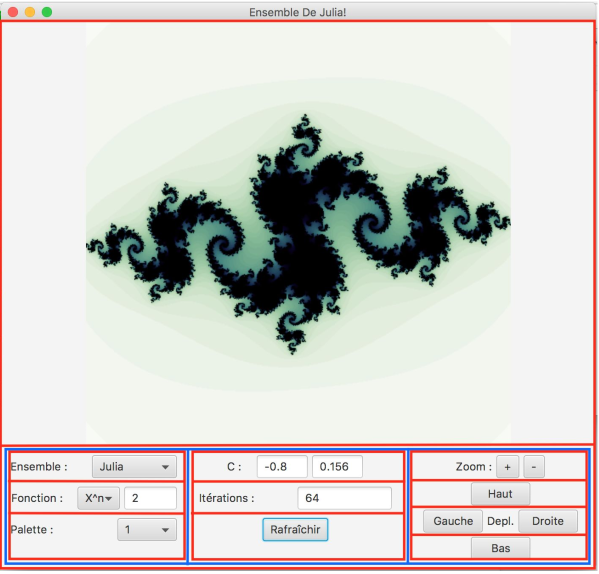 Ensemble De Julia!
Ensemble : Julia
C : -0.8 0.156
Zoom : + -
Fonction : X^n 2
Itérations : 64
Haut
Gauche Depl. Droite
Palette : 1
Rafraîchir
Bas